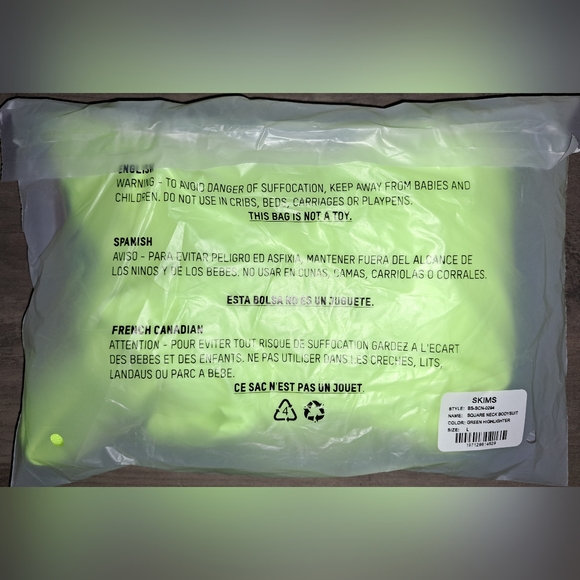 ENGLISH
WARNING - TO AVOID DANGER OF SUFFOCATION, KEEP AWAY FROM BABIES AND
CHILDREN. DO NOT USE IN CRIBS, BEDS, CARRIAGES OR PLAYPENS.
THIS BAG IS NOT A TOY.
SPANISH
AVISO - PARA EVITAR PELIGRO ED ASFIXIA, MANTENER FUERA DEL ALCANCE DE
LOS NINOS Y DE LOS BEBES. NO USAR EN CUNAS, CAMAS, CARRIOLAS O CORRALES.
ESTA BOLSA NO ES UN JUGUETE.
FRENCH CANADIAN
ATTENTION - POUR EVITER TOUT RISQUE DE SUFFOCATION GARDEZ A L'ECART
DES BEBES ET DES ENFANTS. NE PAS UTILIZER DANS LES CRECHES, LITS,
LANDAUS OU PARC A BEBE.
CE SAC N'EST PAS UN JOUET.
4
SKIMS
STYLE: BS-SCN-0294
NAME: SQUARE NECK BODYSUIT
COLOR: GREEN HIGHLIGHTER
SIZE: L